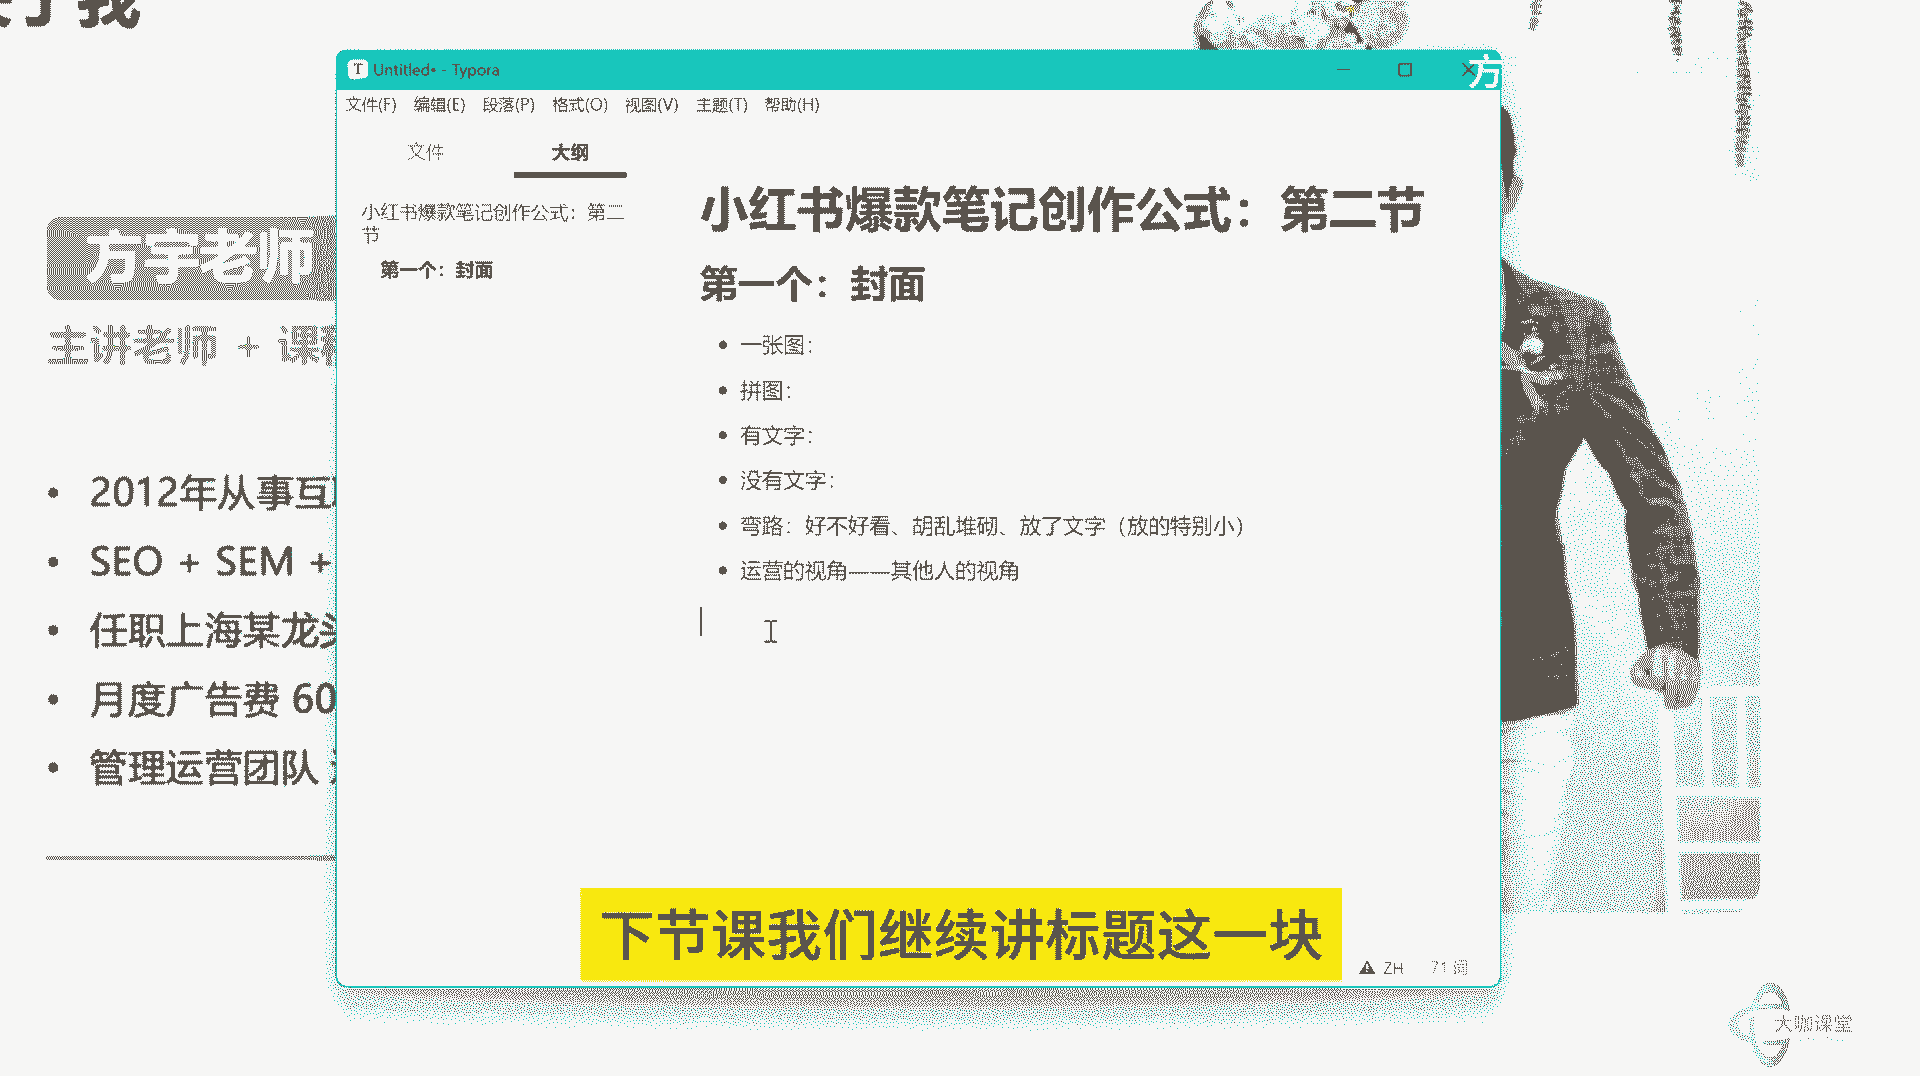 我
Untitled• - Typora
方
文件(F) 编辑(E) 段落(P) 格式(O) 视图(V) 主题(T) 帮助(H)
文件 大纲
小红书爆款笔记创作公式：第二
节
第一个：封面
小红书爆款笔记创作公式：第二节
第一个：封面
一张图：
拼图：
有文字：
没有文字：
弯路：好不好看、胡乱堆砌、放了文字（放的特别小）
运营的视角——其他人的视角
方宇老师
主讲老师 + 课
2012年从事互
SEO + SEM +
任职上海某龙头
月度广告费 60
管理运营团队
下节课我们继续讲标题这一块
ZH 71 词
大咖课堂